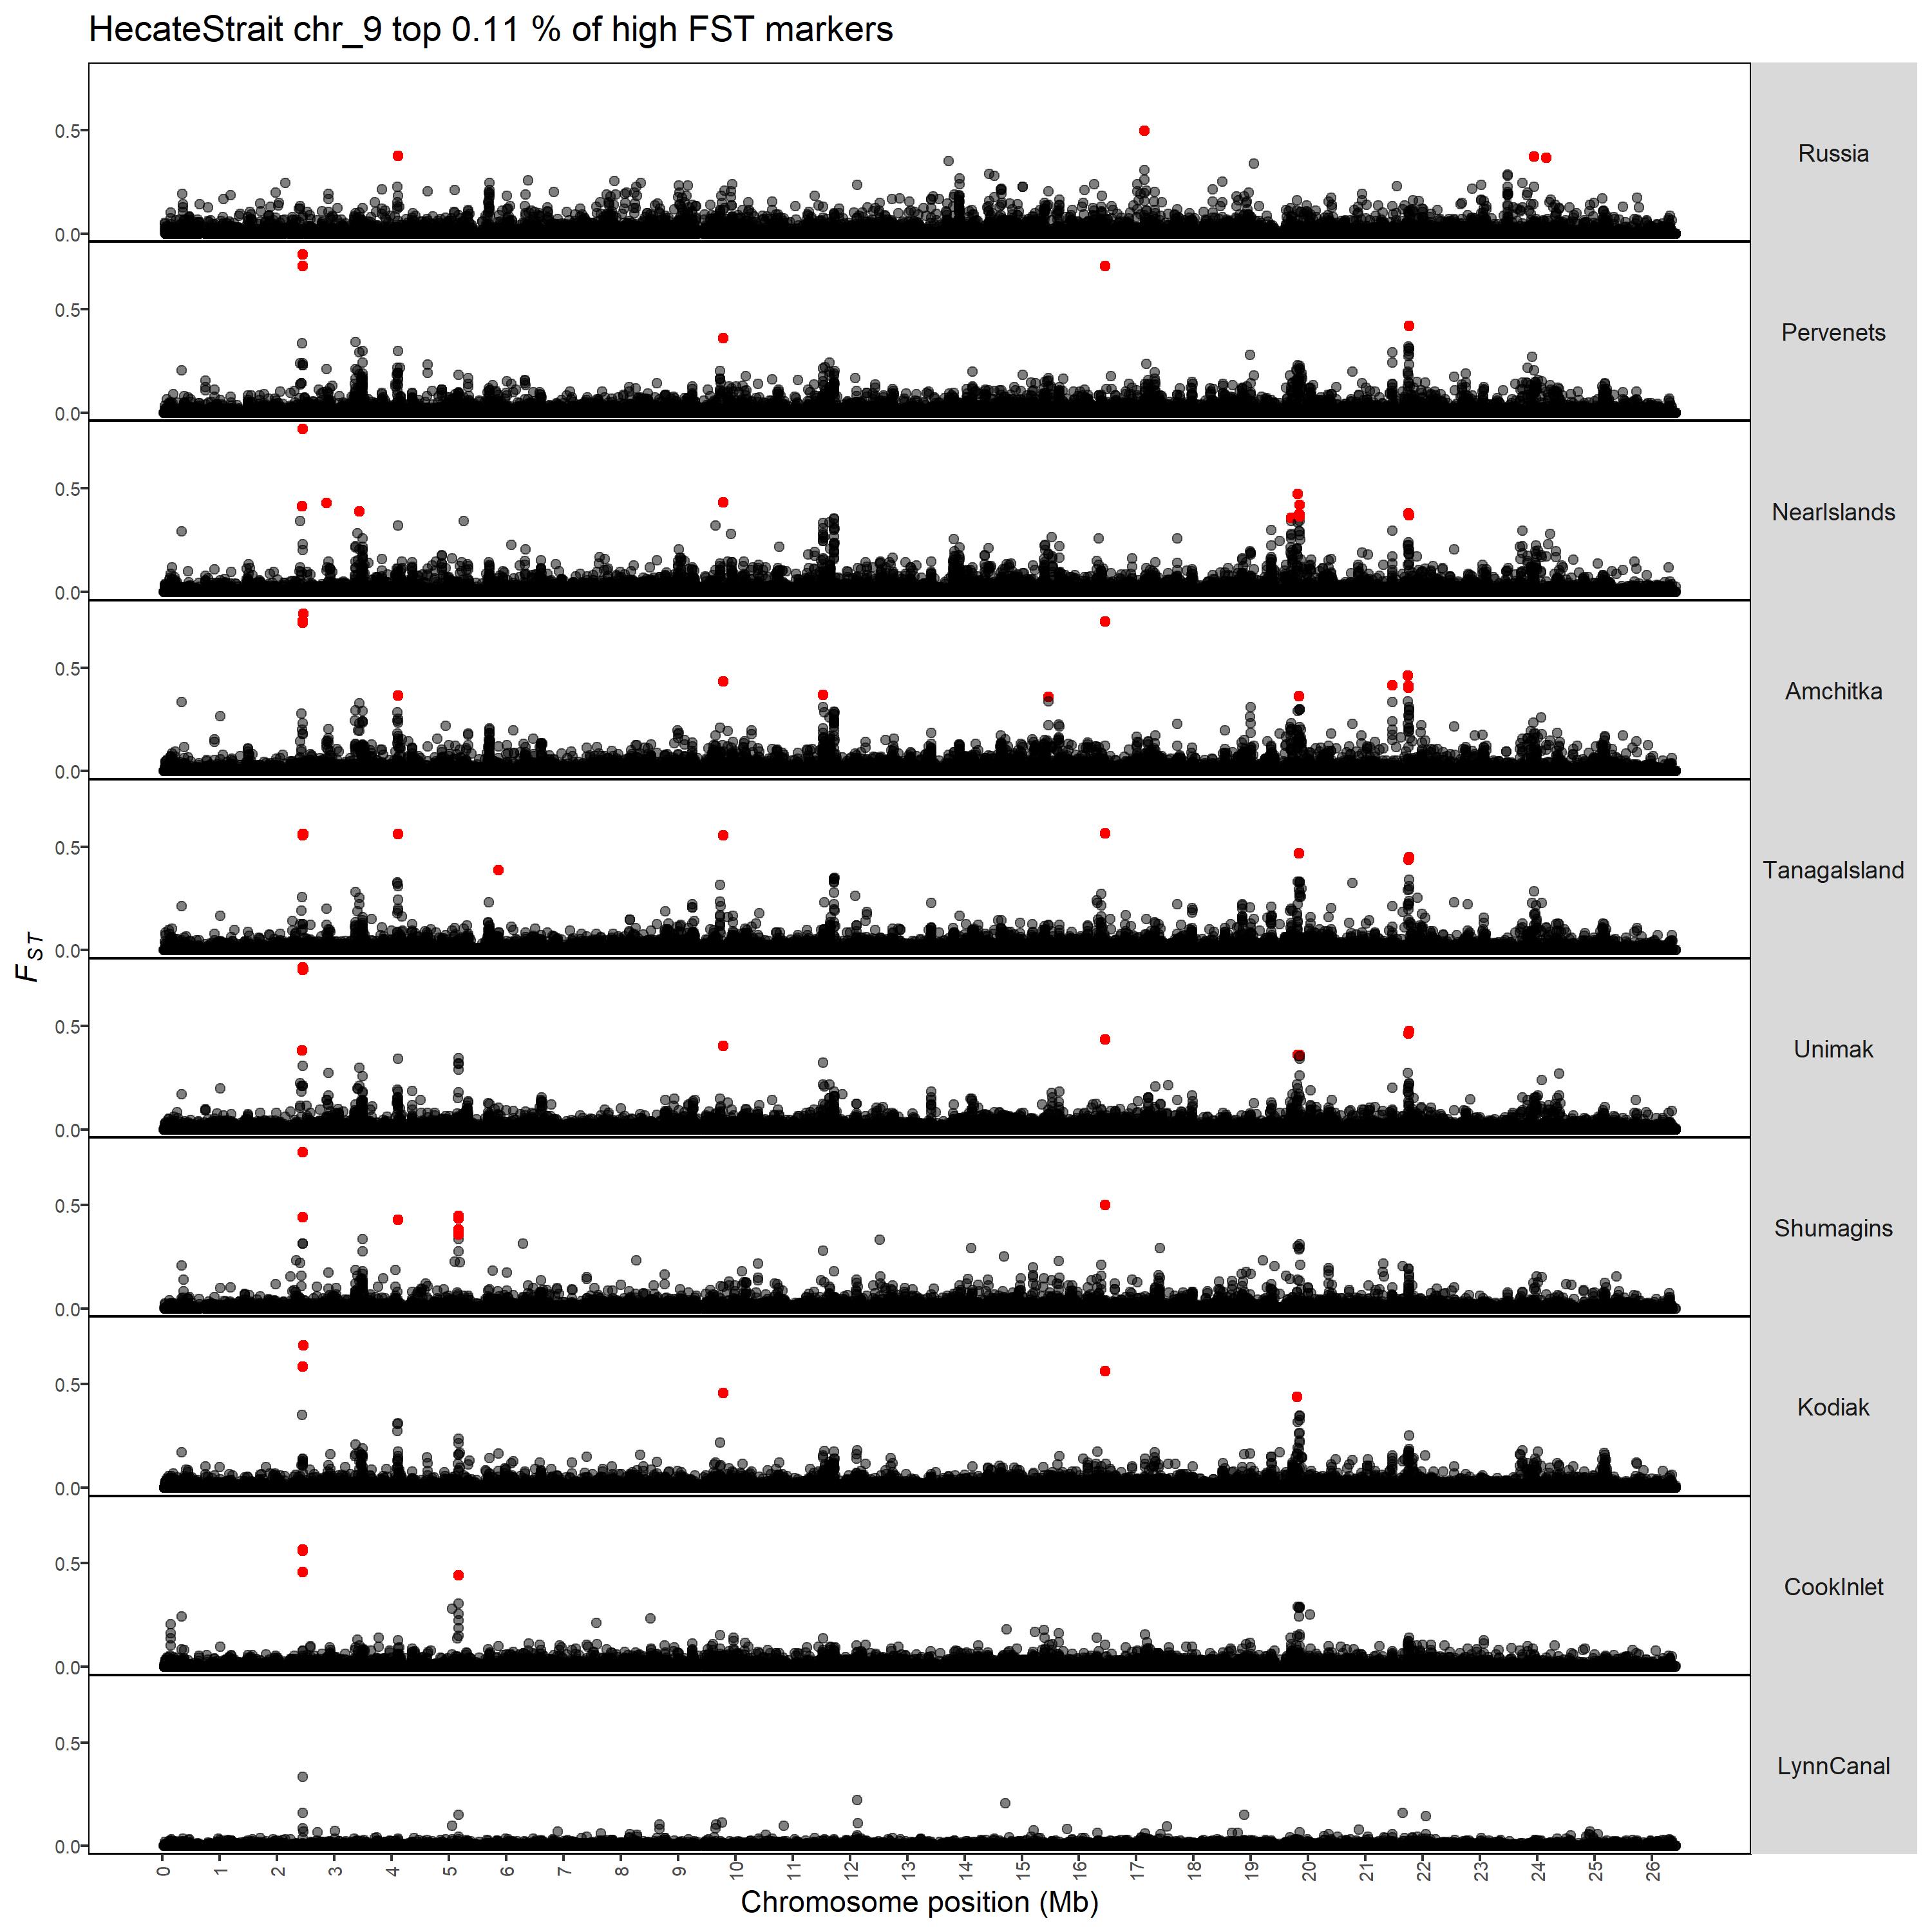 HecateStrait chr_9 top 0.11 % of high FST markers
0.5
0.0
Russia
0.5
0.0
Pervenets
0.5
0.0
NearIslands
0.5
0.0
Amchitka
0.5
0.0
TanagaIsland
0.5
0.0
Unimak
0.5
0.0
Shumagins
0.5
0.0
Kodiak
0.5
0.0
CookInlet
0.5
0.0
LynnCanal
FST
0 1 2 3 4 5 6 7 8 9 10 11 12 13 14 15 16 17 18 19 20 21 22 23 24 25 26
Chromosome position (Mb)